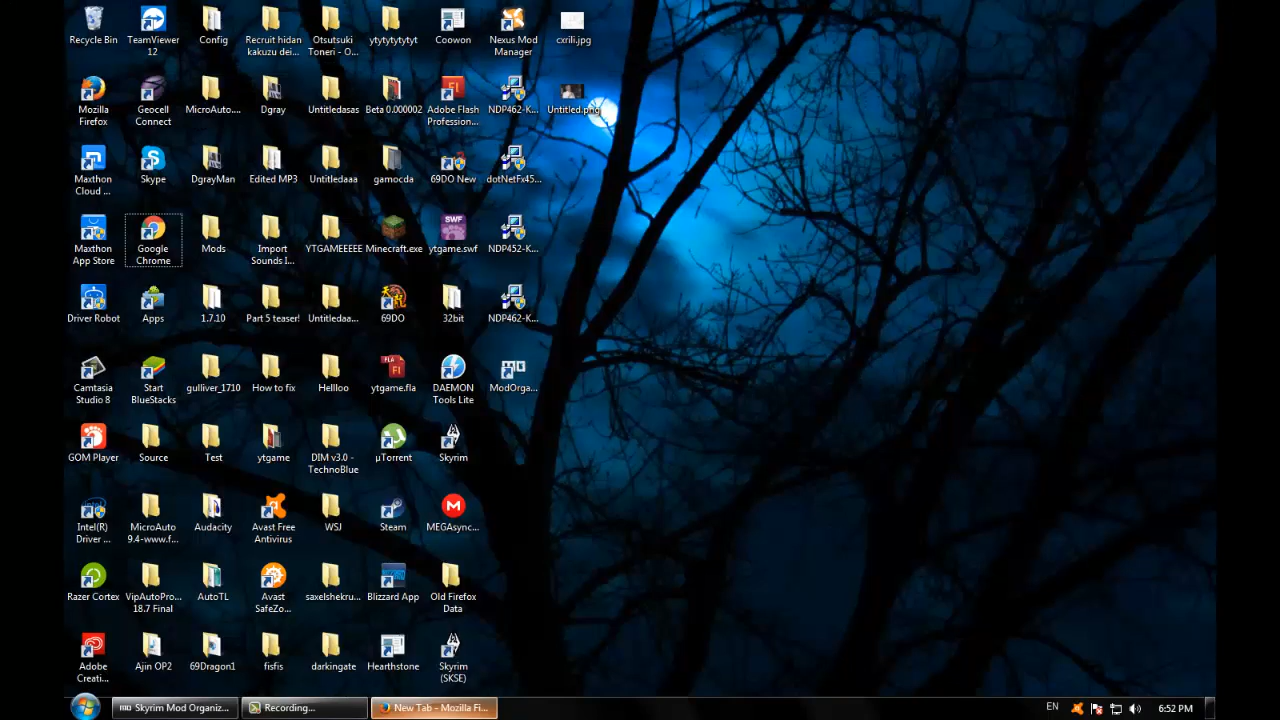 Recycle Bin
TeamViewer
12
Config
Recruit hidan
kakuzu dei...
Otsutsuki
Toneri - O...
ytytytytytyt
Coowon
Nexus Mod
Manager
cxrili.jpg
Mozilla
Firefox
Geocell
Connect
MicroAuto....
Dgray
Untitledasas
Beta 0.000002
Adobe Flash
Profession...
NDP462-K...
Untitled.png
Maxthon
Cloud ...
Skype
DgrayMan
Edited MP3
Untitledaaa
gamocda
69DO New
dotNetFx45...
Maxthon
App Store
Google
Chrome
Mods
Import
Sounds I...
YTGAMEEEEE
Minecraft.exe
SWF
ytgame.swf
NDP452-K...
Driver Robot
Apps
1.7.10
Part 5 teaser!
Untitledaa...
69DO
32bit
NDP462-K...
Camtasia
Studio 8
Start
BlueStacks
gulliver_1710
How to fix
Hellloo
ytgame.fla
DAEMON
Tools Lite
ModOrga...
GOM Player
Source
Test
ytgame
DIM v3.0 -
TechnoBlue
µTorrent
Skyrim
Intel(R)
Driver ...
MicroAuto
9.4-www.f...
Audacity
Avast Free
Antivirus
WSJ
Steam
MEGAsync...
Razer Cortex
VipAutoPro...
18.7 Final
AutoTL
Avast
SafeZo...
saxelshekru...
Blizzard App
Old Firefox
Data
Adobe
Creati...
Ajin OP2
69Dragon1
fisfis
darkingate
Hearthstone
Skyrim
(SKSE)
Skyrim Mod Organiz...
Recording...
New Tab - Mozilla Fi...
EN
6:52 PM